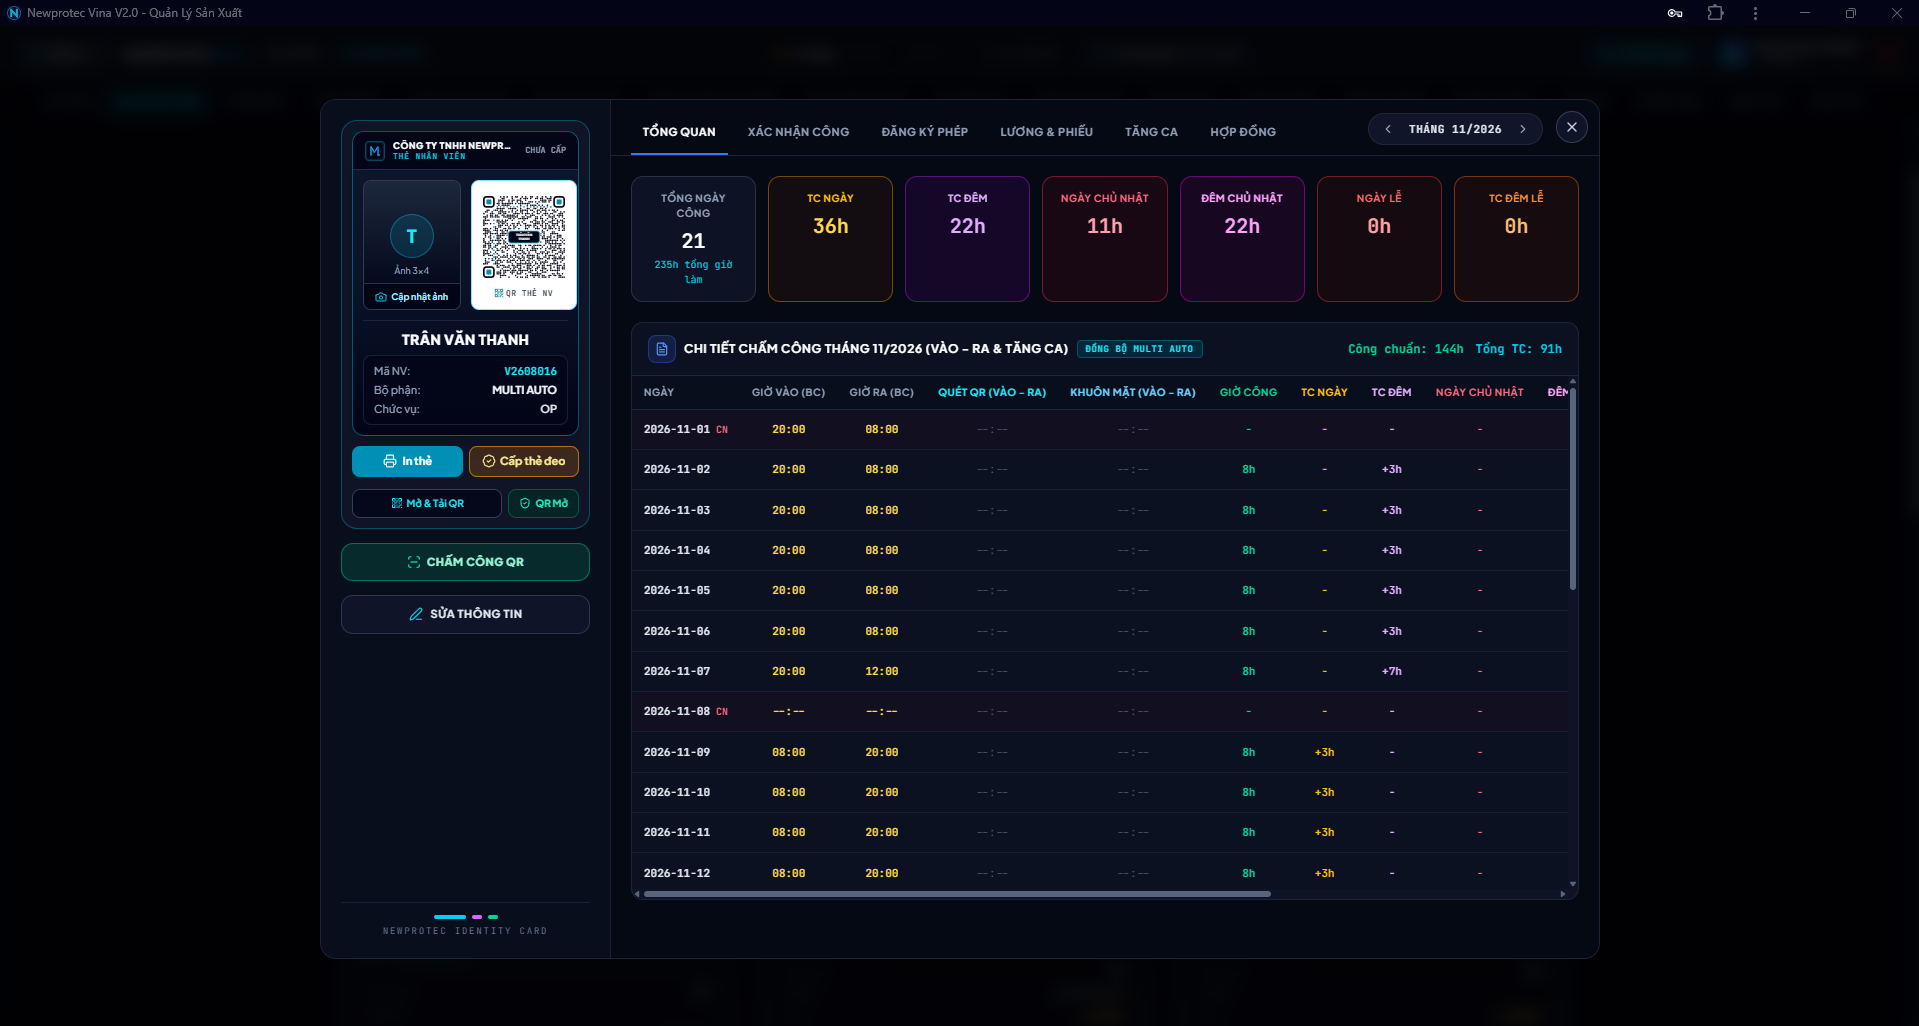 Newprotec Vina V2.0 - Quản Lý Sản Xuất
CÔNG TY TNHH NEWPR...
THẺ NHÂN VIÊN
CHƯA CẤP
T
Ảnh 3×4
Cập nhật ảnh
QR THẺ NV
TRẦN VĂN THANH
Mã NV: V2608016
Bộ phận: MULTI AUTO
Chức vụ: OP
In thẻ
Cấp thẻ đeo
Mở & Tải QR
QR Mở
CHẤM CÔNG QR
SỬA THÔNG TIN
NEWPROTEC IDENTITY CARD
TỔNG QUAN XÁC NHẬN CÔNG ĐĂNG KÝ PHÉP LƯƠNG & PHIẾU TĂNG CA HỢP ĐỒNG
THÁNG 11/2026
TỔNG NGÀY CÔNG
21
235h tổng giờ làm
TC NGÀY
36h
TC ĐÊM
22h
NGÀY CHỦ NHẬT
11h
ĐÊM CHỦ NHẬT
22h
NGÀY LỄ
0h
TC ĐÊM LỄ
0h
CHI TIẾT CHẤM CÔNG THÁNG 11/2026 (VÀO - RA & TĂNG CA) ĐỒNG BỘ MULTI AUTO Công chuẩn: 144h Tổng TC: 91h
NGÀY GIỜ VÀO (BC) GIỜ RA (BC) QUÉT QR (VÀO - RA) KHUÔN MẶT (VÀO - RA) GIỜ CÔNG TC NGÀY TC ĐÊM NGÀY CHỦ NHẬT ĐÊM
2026-11-01 CN 20:00 08:00 --:-- --:-- - - - -
2026-11-02 20:00 08:00 --:-- --:-- 8h - +3h -
2026-11-03 20:00 08:00 --:-- --:-- 8h - +3h -
2026-11-04 20:00 08:00 --:-- --:-- 8h - +3h -
2026-11-05 20:00 08:00 --:-- --:-- 8h - +3h -
2026-11-06 20:00 08:00 --:-- --:-- 8h - +3h -
2026-11-07 20:00 12:00 --:-- --:-- 8h - +7h -
2026-11-08 CN --:-- --:-- --:-- --:-- - - - -
2026-11-09 08:00 20:00 --:-- --:-- 8h +3h - -
2026-11-10 08:00 20:00 --:-- --:-- 8h +3h - -
2026-11-11 08:00 20:00 --:-- --:-- 8h +3h - -
2026-11-12 08:00 20:00 --:-- --:-- 8h +3h - -